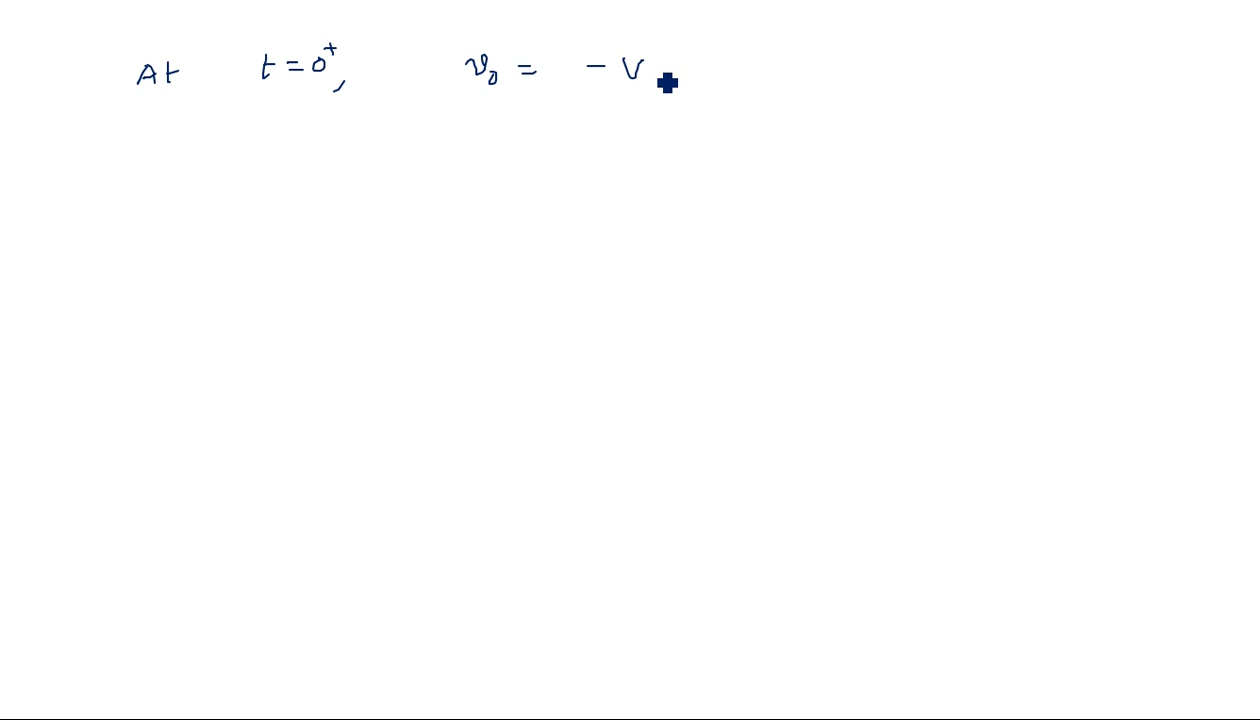 At t = 0⁺, v₀ = - V